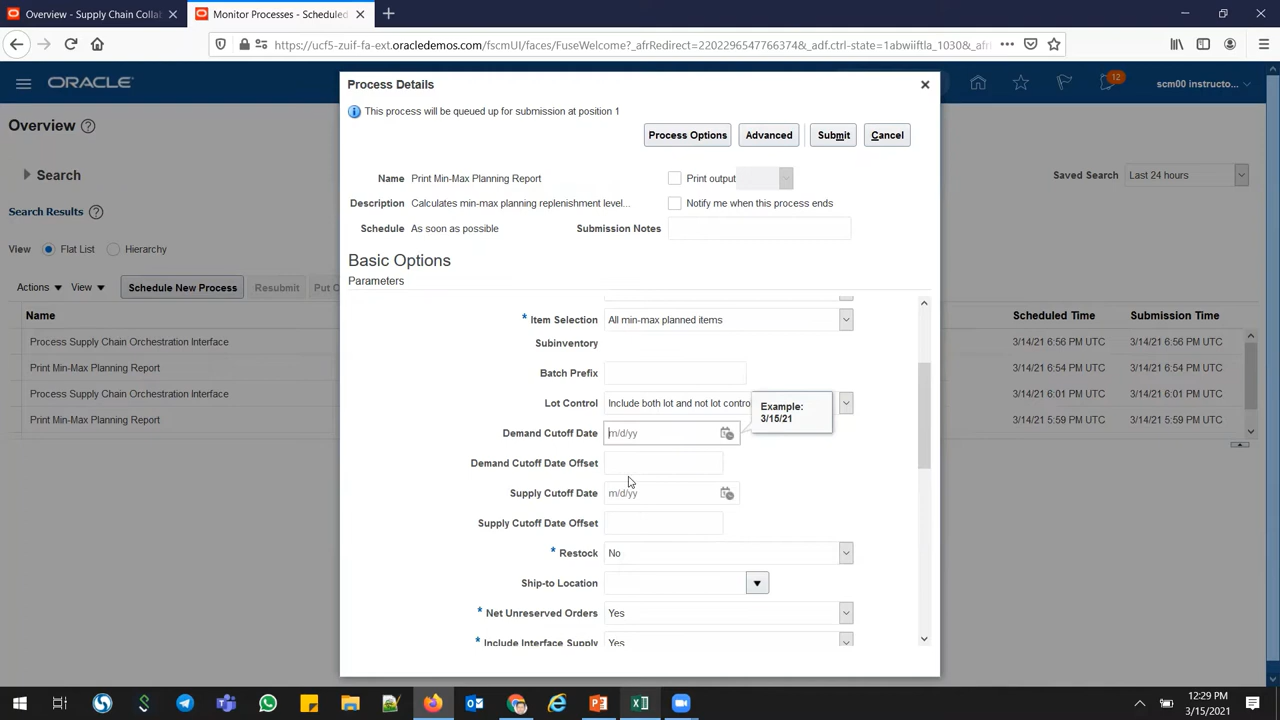 Overview - Supply Chain Collab
Monitor Processes - Scheduled
https://ucf5-zuif-fa-ext.oracledemos.com/fscmUI/faces/FuseWelcome?_afrRedirect=2202296547766374&_adf.ctrl-state=1abwiiftla_1030&_afr
ORACLE
12
scm00 instructo...
Overview
Search
Saved Search
Last 24 hours
Search Results
View
Flat List
Hierarchy
Actions
View
Schedule New Process
Resubmit
Put O
Name
Scheduled Time
Submission Time
Process Supply Chain Orchestration Interface
3/14/21 6:56 PM UTC
3/14/21 6:56 PM UTC
Print Min-Max Planning Report
3/14/21 6:54 PM UTC
3/14/21 6:54 PM UTC
Process Supply Chain Orchestration Interface
3/14/21 6:01 PM UTC
3/14/21 6:01 PM UTC
Print Min-Max Planning Report
3/14/21 5:59 PM UTC
3/14/21 5:59 PM UTC
Process Details
This process will be queued up for submission at position 1
Process Options
Advanced
Submit
Cancel
Name
Print Min-Max Planning Report
Print output
Description
Calculates min-max planning replenishment level...
Notify me when this process ends
Schedule
As soon as possible
Submission Notes
Basic Options
Parameters
* Item Selection
All min-max planned items
Subinventory
Batch Prefix
Lot Control
Include both lot and not lot contro
Example:
3/15/21
Demand Cutoff Date
m/d/yy
Demand Cutoff Date Offset
Supply Cutoff Date
m/d/yy
Supply Cutoff Date Offset
* Restock
No
Ship-to Location
* Net Unreserved Orders
Yes
* Include Interface Supply
Yes
12:29 PM
3/15/2021